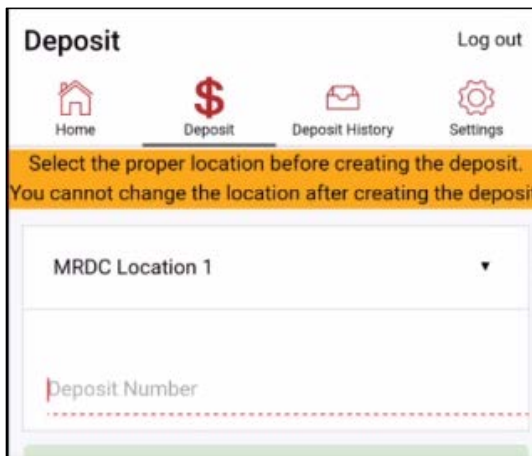 Deposit
Log out
Home
Deposit
Deposit History
Settings
Select the proper location before creating the deposit.
You cannot change the location after creating the deposit
MRDC Location 1
Deposit Number